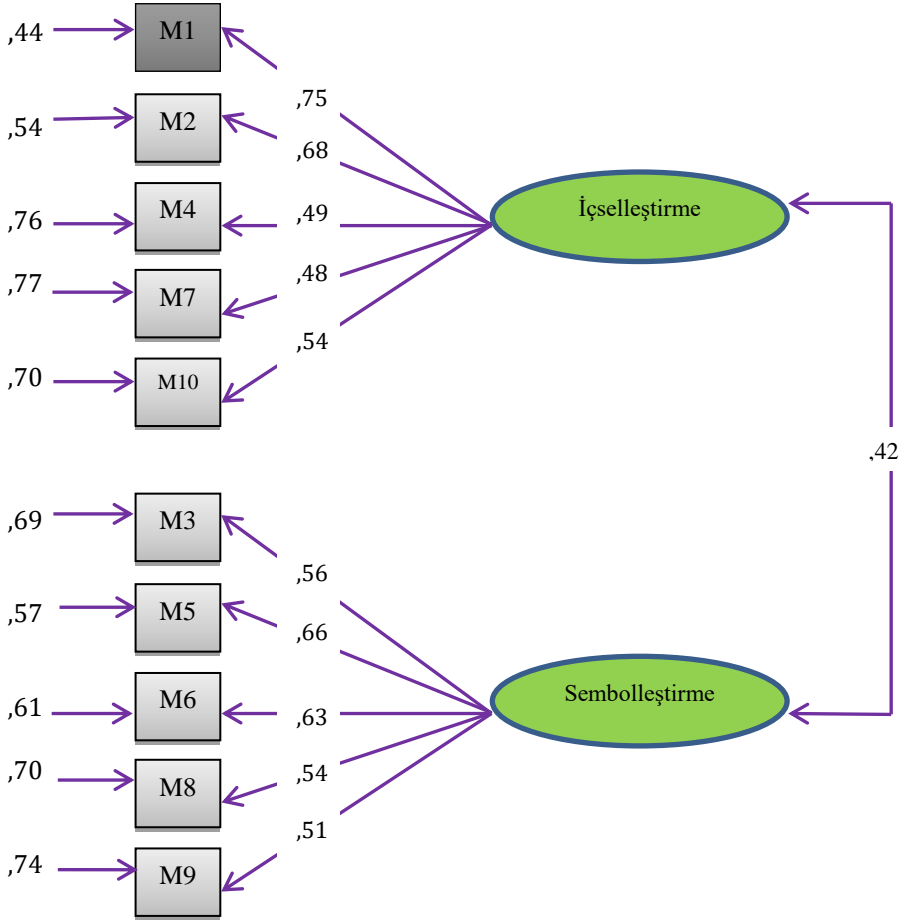 ,44 M1
,75
,54 M2
,68
,76 M4 ,49 İçselleştirme
,77 M7 ,48
,70 M10 ,54
,42
,69 M3
,56
,57 M5
,66
,61 M6 ,63 Sembolleştirme
,70 M8 ,54
,51
,74 M9